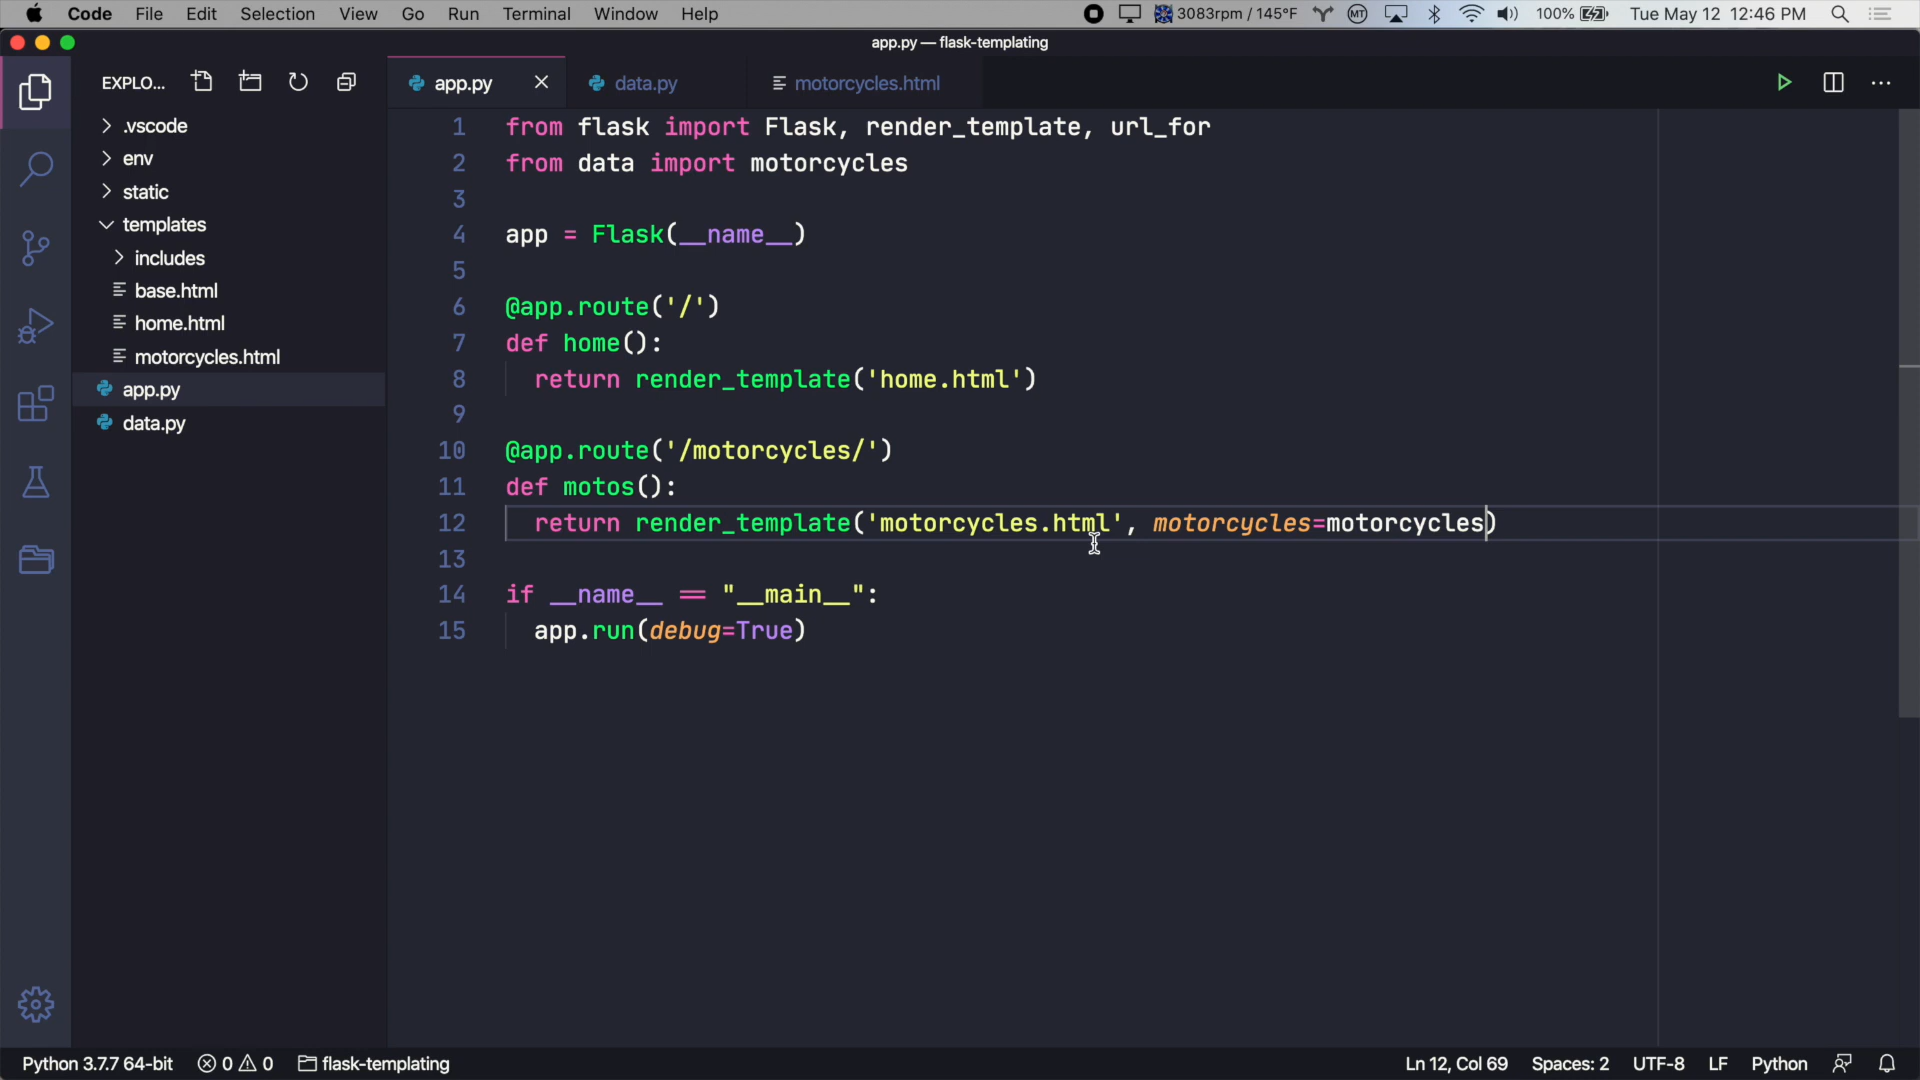 Code File Edit Selection View Go Run Terminal Window Help 3083rpm / 145°F MT 100% Tue May 12 12:46 PM
app.py — flask-templating
EXPLO...
app.py
data.py
motorcycles.html
.vscode
env
static
templates
includes
base.html
home.html
motorcycles.html
app.py
data.py
1 from flask import Flask, render_template, url_for
2 from data import motorcycles
3
4 app = Flask(__name__)
5
6 @app.route('/')
7 def home():
8 return render_template('home.html')
9
10 @app.route('/motorcycles/')
11 def motos():
12 return render_template('motorcycles.html', motorcycles=motorcycles)
13
14 if __name__ == "__main__":
15 app.run(debug=True)
Python 3.7.7 64-bit 0 0 flask-templating Ln 12, Col 69 Spaces: 2 UTF-8 LF Python